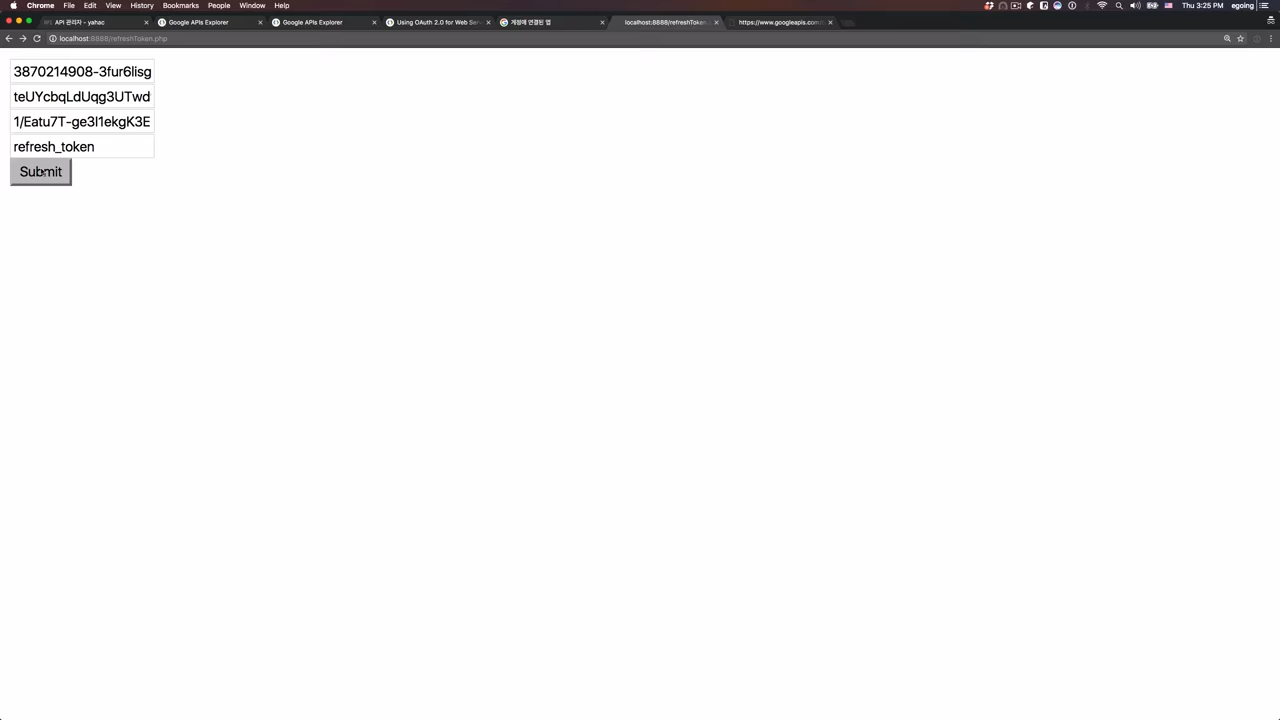 Chrome File Edit View History Bookmarks People Window Help Thu 3:25 PM egoing
API 관리자 - yahac Google APIs Explorer Google APIs Explorer Using OAuth 2.0 for Web Serv 계정에 연결된 앱 localhost:8888/refreshToken. https://www.googleapis.com
localhost:8888/refreshToken.php
3870214908-3fur6lisg
teUYcbqLdUqg3UTwd
1/Eatu7T-ge3l1ekgK3E
refresh_token
Submit